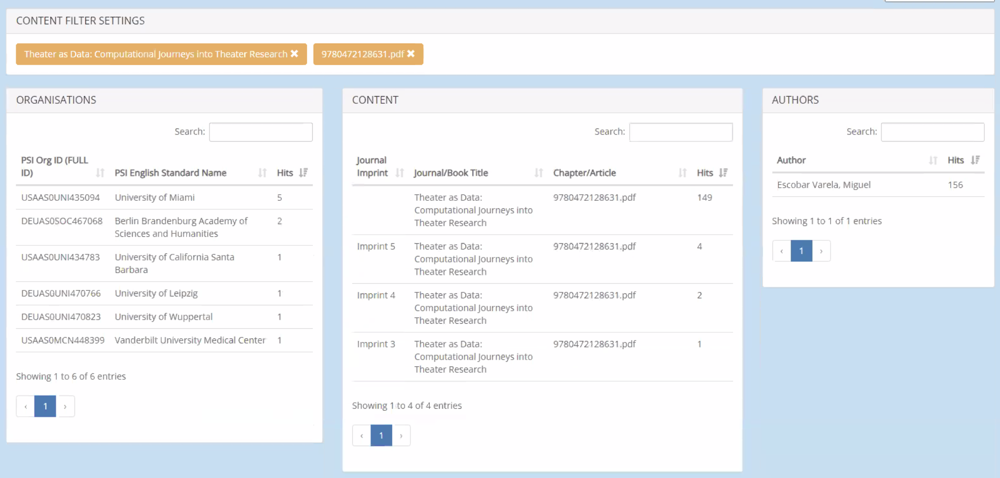 CONTENT FILTER SETTINGS
Theater as Data: Computational Journeys into Theater Research ✖ 9780472128631.pdf ✖
ORGANISATIONS
Search:
PSI Org ID (FULL
ID) PSI English Standard Name Hits
USAAS0UNI435094 University of Miami 5
DEUAS0SOC467068 Berlin Brandenburg Academy of
Sciences and Humanities 2
USAAS0UNI434783 University of California Santa
Barbara 1
DEUAS0UNI470766 University of Leipzig 1
DEUAS0UNI470823 University of Wuppertal 1
USAAS0MCN448399 Vanderbilt University Medical Center 1
Showing 1 to 6 of 6 entries
‹ 1 ›
CONTENT
Search:
Journal
Imprint Journal/Book Title Chapter/Article Hits
Theater as Data: 9780472128631.pdf 149
Computational Journeys into
Theater Research
Imprint 5 Theater as Data: 9780472128631.pdf 4
Computational Journeys into
Theater Research
Imprint 4 Theater as Data: 9780472128631.pdf 2
Computational Journeys into
Theater Research
Imprint 3 Theater as Data: 9780472128631.pdf 1
Computational Journeys into
Theater Research
Showing 1 to 4 of 4 entries
‹ 1 ›
AUTHORS
Search:
Author Hits
Escobar Varela, Miguel 156
Showing 1 to 1 of 1 entries
‹ 1 ›